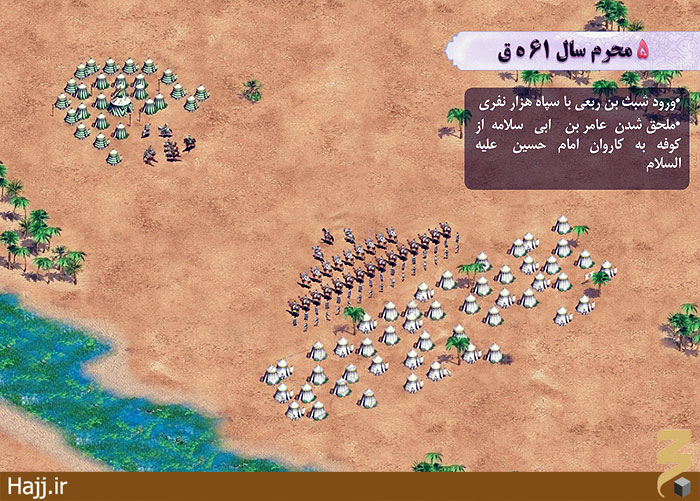 ۵ محرم سال ۶۱ ه ق
•ورود شبث بن ربعی با سپاه هزار نفری
•ملحق شدن عامر بن ابی سلامه از
کوفه به کاروان امام حسین علیه
السلام
Hajj.ir